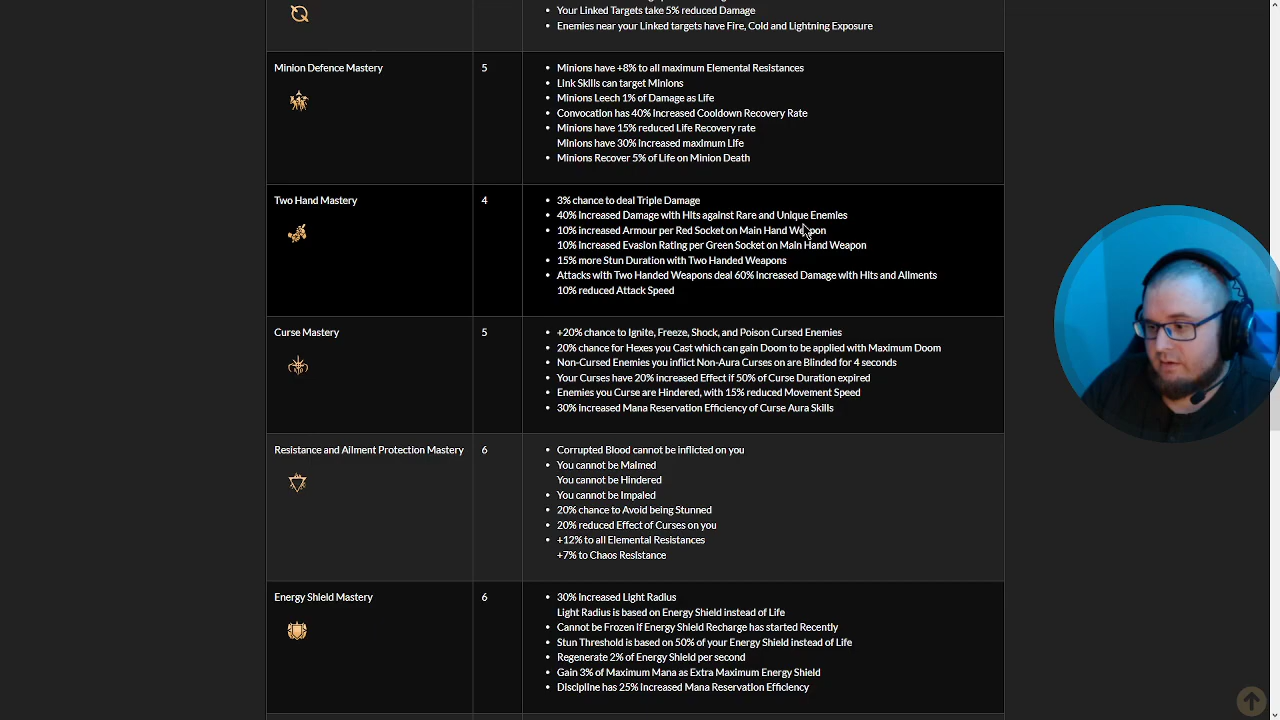 Your Linked Targets take 5% reduced Damage
Enemies near your Linked targets have Fire, Cold and Lightning Exposure
Minion Defence Mastery
5
Minions have +8% to all maximum Elemental Resistances
Link Skills can target Minions
Minions Leech 1% of Damage as Life
Convocation has 40% increased Cooldown Recovery Rate
Minions have 15% reduced Life Recovery rate
Minions have 30% increased maximum Life
Minions Recover 5% of Life on Minion Death
Two Hand Mastery
4
3% chance to deal Triple Damage
40% increased Damage with Hits against Rare and Unique Enemies
10% increased Armour per Red Socket on Main Hand Weapon
10% increased Evasion Rating per Green Socket on Main Hand Weapon
15% more Stun Duration with Two Handed Weapons
Attacks with Two Handed Weapons deal 60% increased Damage with Hits and Ailments
10% reduced Attack Speed
Curse Mastery
5
+20% chance to Ignite, Freeze, Shock, and Poison Cursed Enemies
20% chance for Hexes you Cast which can gain Doom to be applied with Maximum Doom
Non-Cursed Enemies you inflict Non-Aura Curses on are Blinded for 4 seconds
Your Curses have 20% increased Effect if 50% of Curse Duration expired
Enemies you Curse are Hindered, with 15% reduced Movement Speed
30% increased Mana Reservation Efficiency of Curse Aura Skills
Resistance and Ailment Protection Mastery
6
Corrupted Blood cannot be inflicted on you
You cannot be Maimed
You cannot be Hindered
You cannot be Impaled
20% chance to Avoid being Stunned
20% reduced Effect of Curses on you
+12% to all Elemental Resistances
+7% to Chaos Resistance
Energy Shield Mastery
6
30% increased Light Radius
Light Radius is based on Energy Shield instead of Life
Cannot be Frozen if Energy Shield Recharge has started Recently
Stun Threshold is based on 50% of your Energy Shield instead of Life
Regenerate 2% of Energy Shield per second
Gain 3% of Maximum Mana as Extra Maximum Energy Shield
Discipline has 25% increased Mana Reservation Efficiency